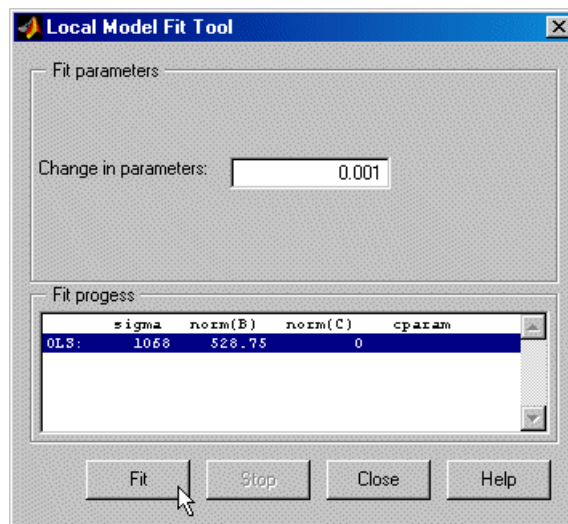 Local Model Fit Tool
Fit parameters
Change in parameters: 0.001
Fit progess
sigma norm(B) norm(C) cparam
OLS: 1068 528.75 0
Fit Stop Close Help